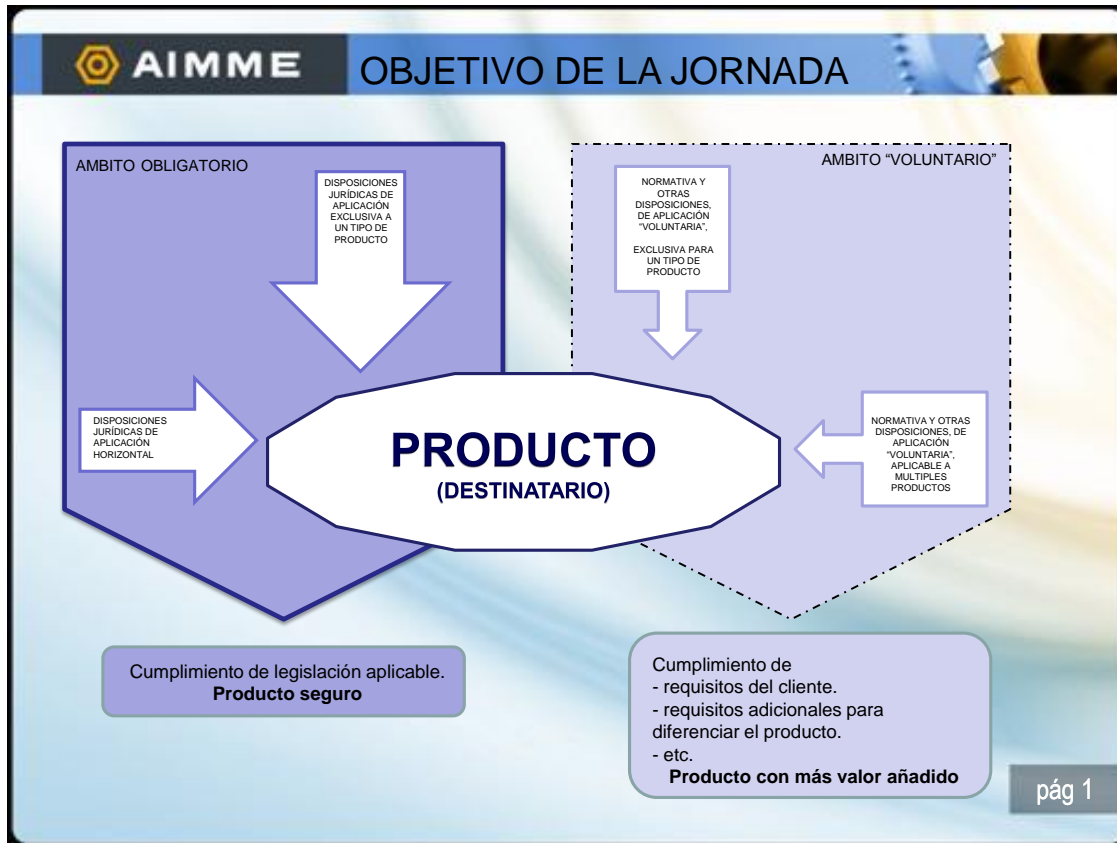 AIMME
OBJETIVO DE LA JORNADA
AMBITO OBLIGATORIO
DISPOSICIONES
JURÍDICAS DE
APLICACIÓN
EXCLUSIVA A
UN TIPO DE
PRODUCTO
DISPOSICIONES
JURÍDICAS DE
APLICACIÓN
HORIZONTAL
AMBITO “VOLUNTARIO”
NORMATIVA Y
OTRAS
DISPOSICIONES,
DE APLICACIÓN
“VOLUNTARIA”,
EXCLUSIVA PARA
UN TIPO DE
PRODUCTO
NORMATIVA Y OTRAS
DISPOSICIONES, DE
APLICACIÓN
“VOLUNTARIA”,
APLICABLE A
MULTIPLES
PRODUCTOS
PRODUCTO
(DESTINATARIO)
Cumplimiento de legislación aplicable.
Producto seguro
Cumplimiento de
- requisitos del cliente.
- requisitos adicionales para
diferenciar el producto.
- etc.
Producto con más valor añadido
pág 1